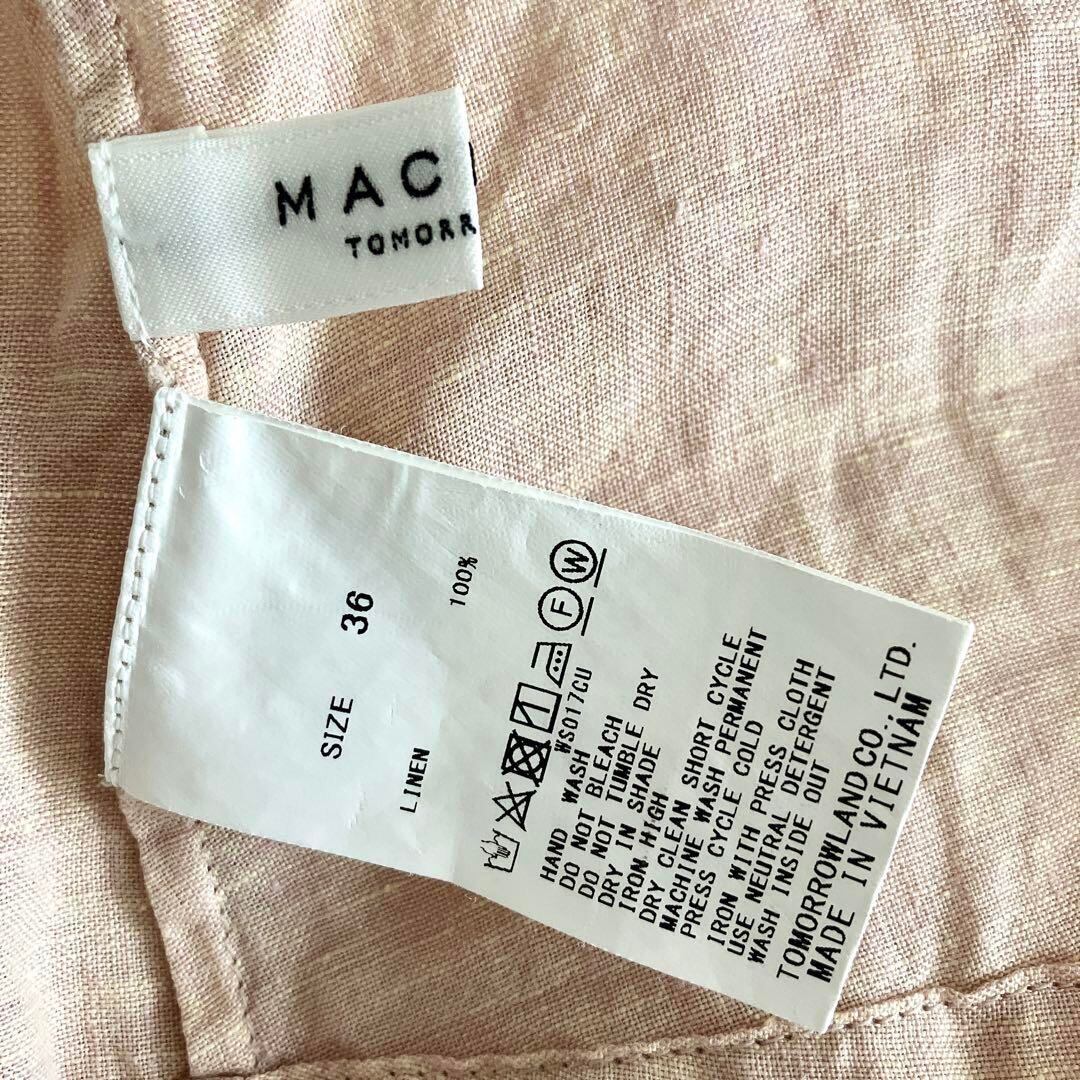 MAC
TOMORR
SIZE 36
LINEN 100%
F W
WS017CU
HAND WASH
DO NOT BLEACH
DO NOT TUMBLE DRY
DRY IN SHADE
IRON HIGH
DRY CLEAN SHORT CYCLE
MACHINE WASH PERMANENT
PRESS CYCLE COLD
IRON WITH PRESS CLOTH
USE NEUTRAL DETERGENT
WASH INSIDE OUT
TOMORROWLAND CO., LTD.
MADE IN VIETNAM